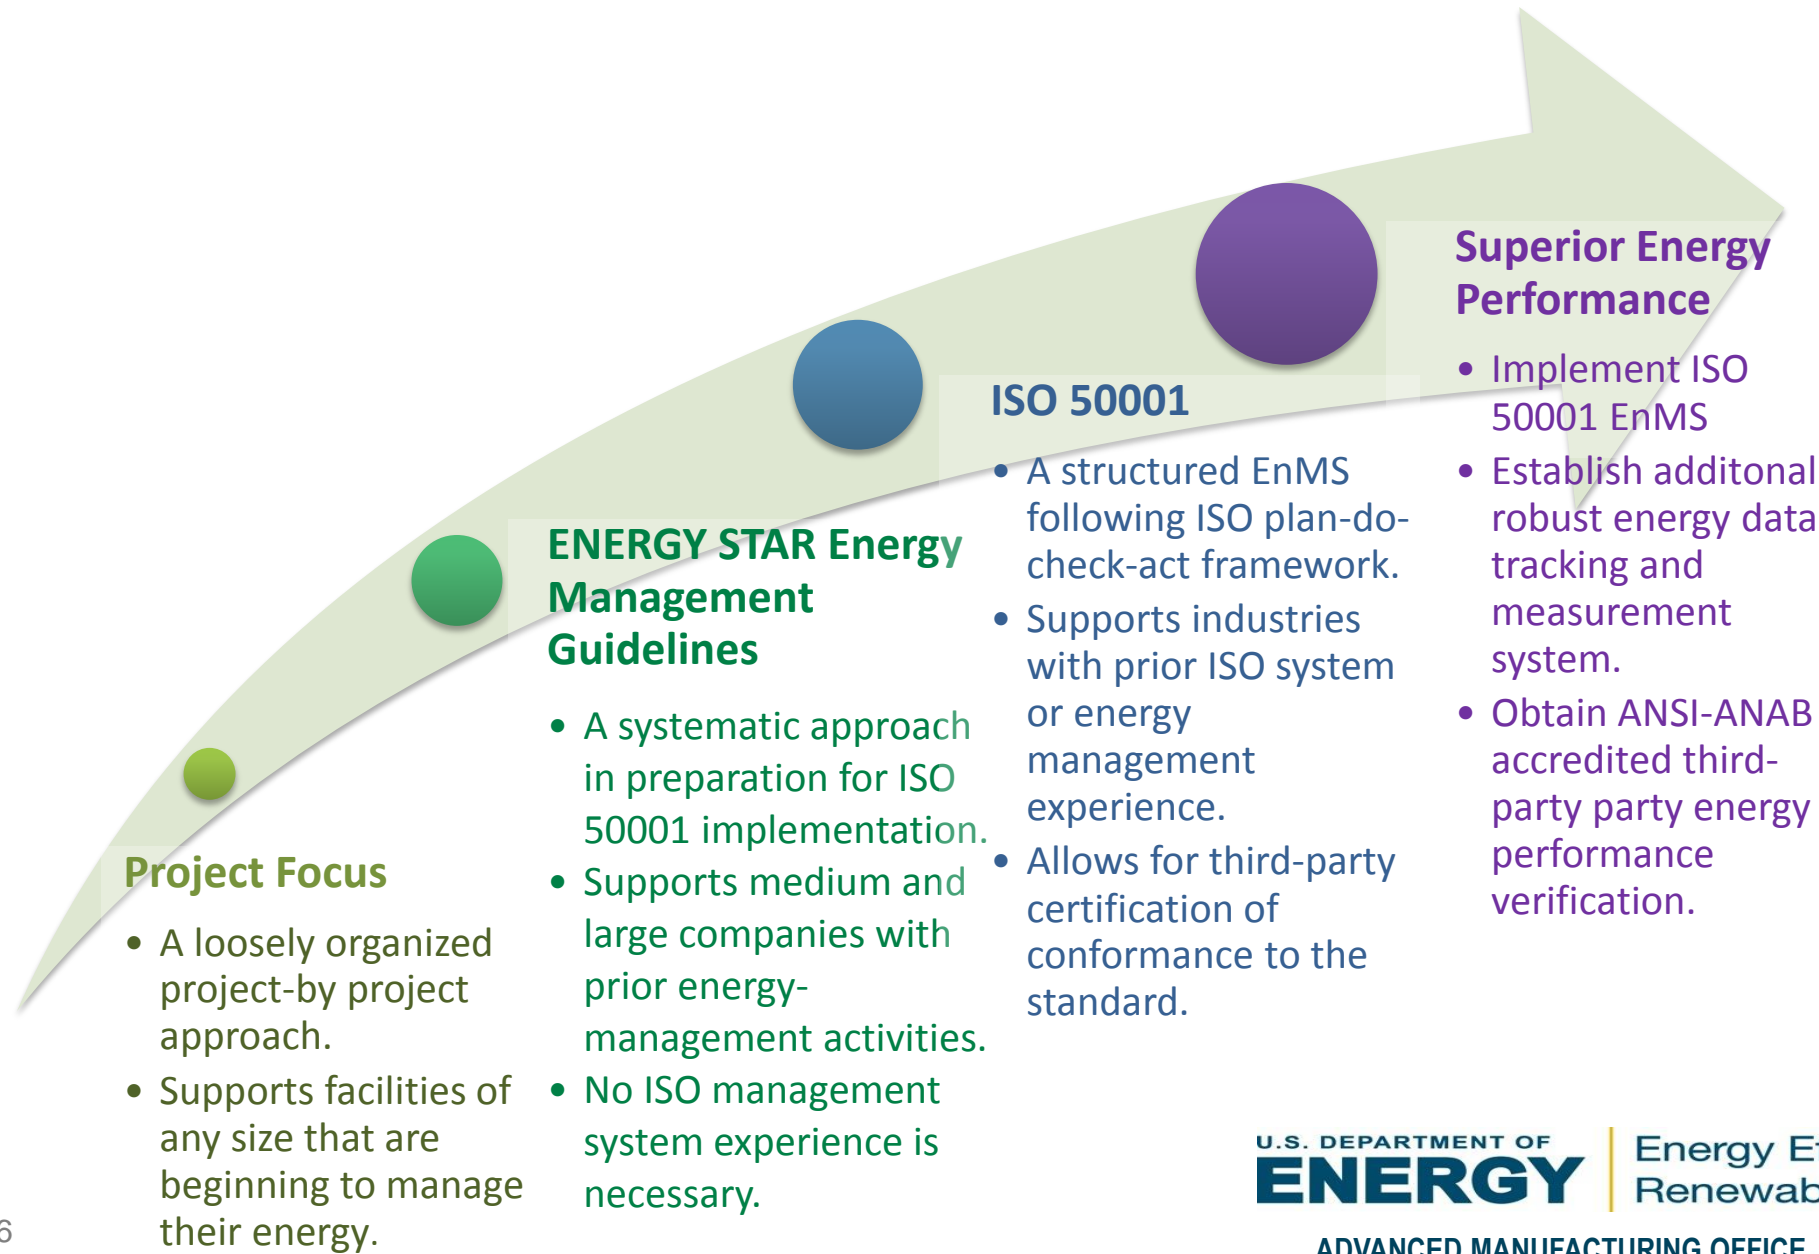 Project Focus
• A loosely organized
project-by project
approach.
• Supports facilities of
any size that are
beginning to manage
their energy.
ENERGY STAR Energy
Management
Guidelines
• A systematic approach
in preparation for ISO
50001 implementation.
• Supports medium and
large companies with
prior energy-
management activities.
• No ISO management
system experience is
necessary.
ISO 50001
• A structured EnMS
following ISO plan-do-
check-act framework.
• Supports industries
with prior ISO system
or energy
management
experience.
• Allows for third-party
certification of
conformance to the
standard.
Superior Energy
Performance
• Implement ISO
50001 EnMS
• Establish additonal
robust energy data
tracking and
measurement
system.
• Obtain ANSI-ANAB
accredited third-
party party energy
performance
verification.
U.S. DEPARTMENT OF
ENERGY
Energy
ADVANCED MANUFACTURING OFFICE
6